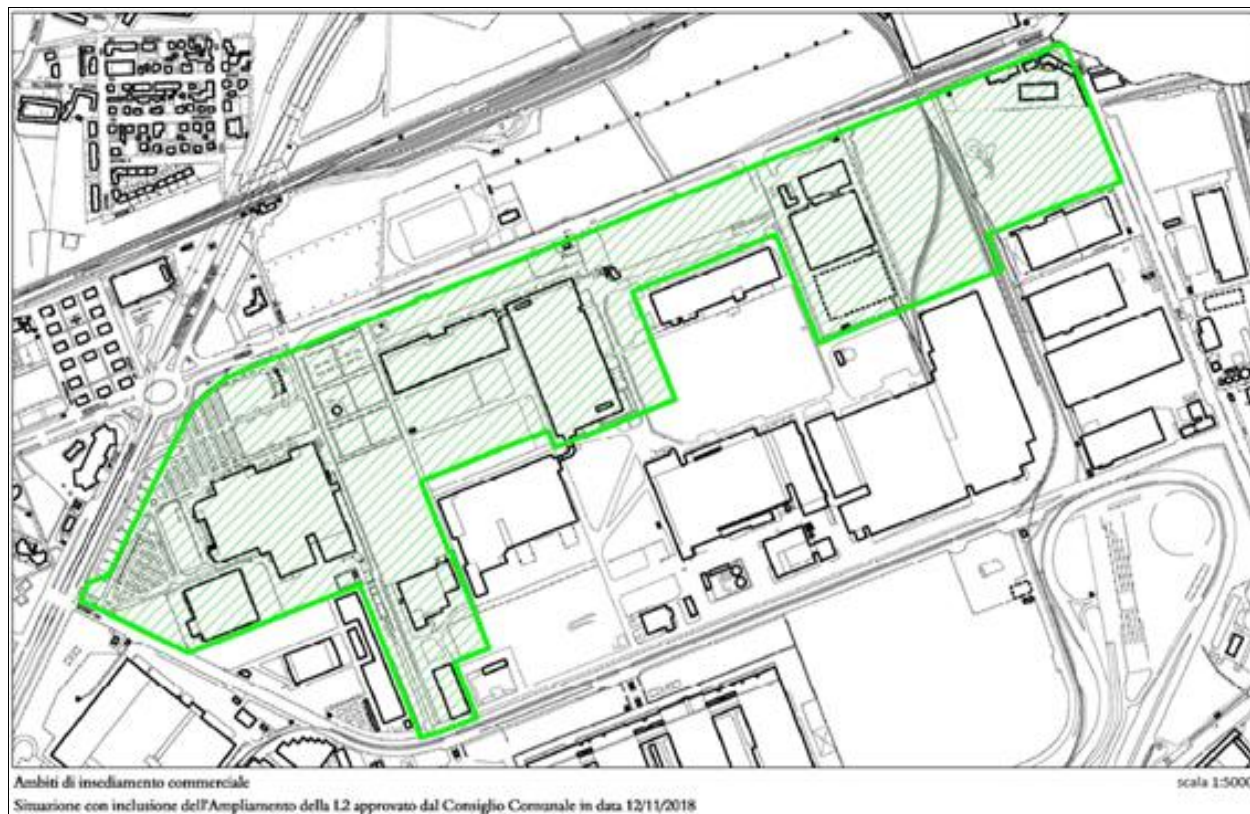 Ambiti di insediamento commerciale
scala 1:5000
Situazione con inclusione dell'Ampliamento della L2 approvato dal Consiglio Comunale in data 12/11/2018